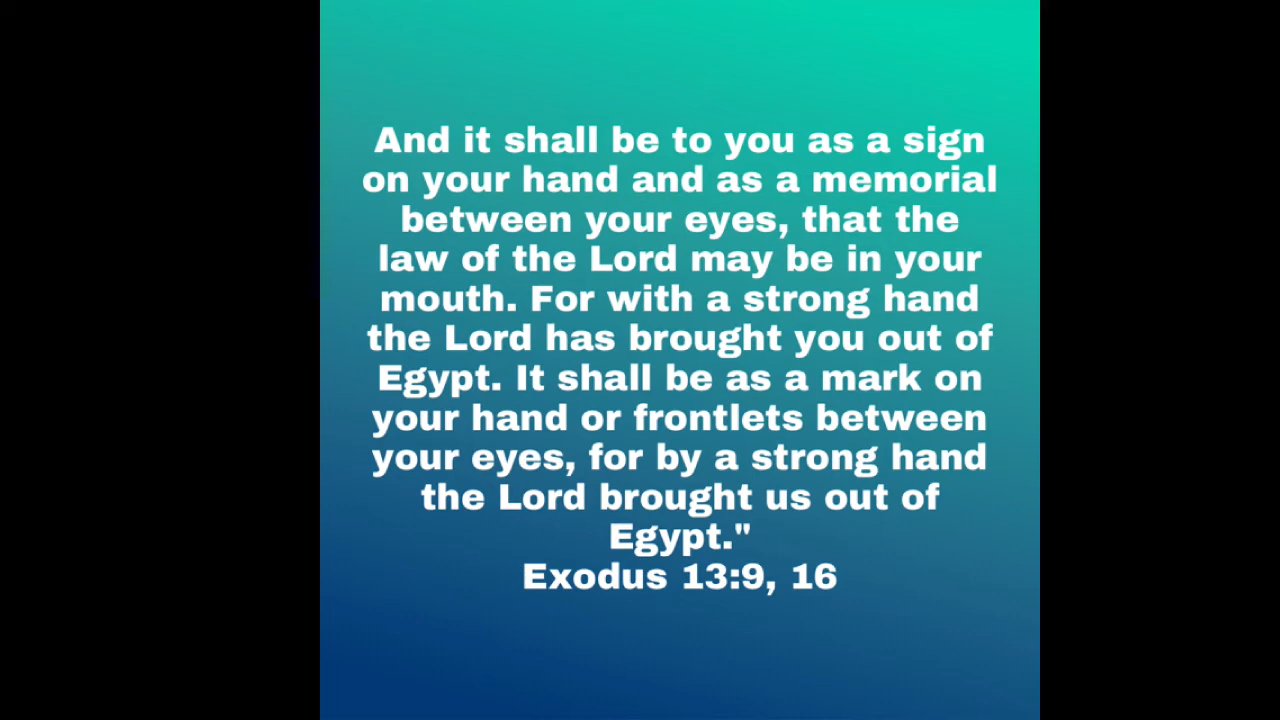 And it shall be to you as a sign
on your hand and as a memorial
between your eyes, that the
law of the Lord may be in your
mouth. For with a strong hand
the Lord has brought you out of
Egypt. It shall be as a mark on
your hand or frontlets between
your eyes, for by a strong hand
the Lord brought us out of
Egypt."
Exodus 13:9, 16